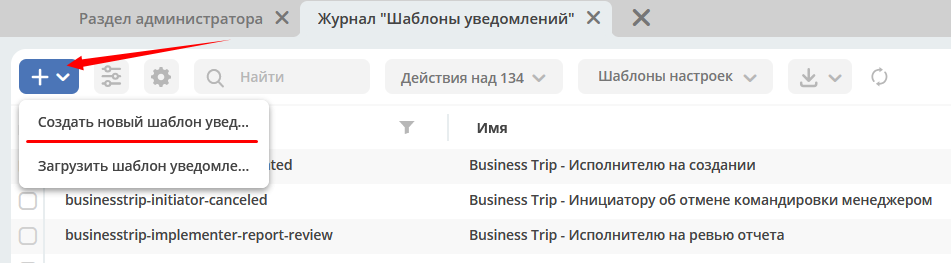 Раздел администратора
Журнал "Шаблоны уведомлений"
Найти
Действия над 134
Шаблоны настроек
Создать новый шаблон увед...
Загрузить шаблон уведомле...
Имя
ated
Business Trip - Исполнителю на создании
businesstrip-initiator-canceled
Business Trip - Инициатору об отмене командировки менеджером
businesstrip-implementer-report-review
Business Trip - Исполнителю на ревью отчета